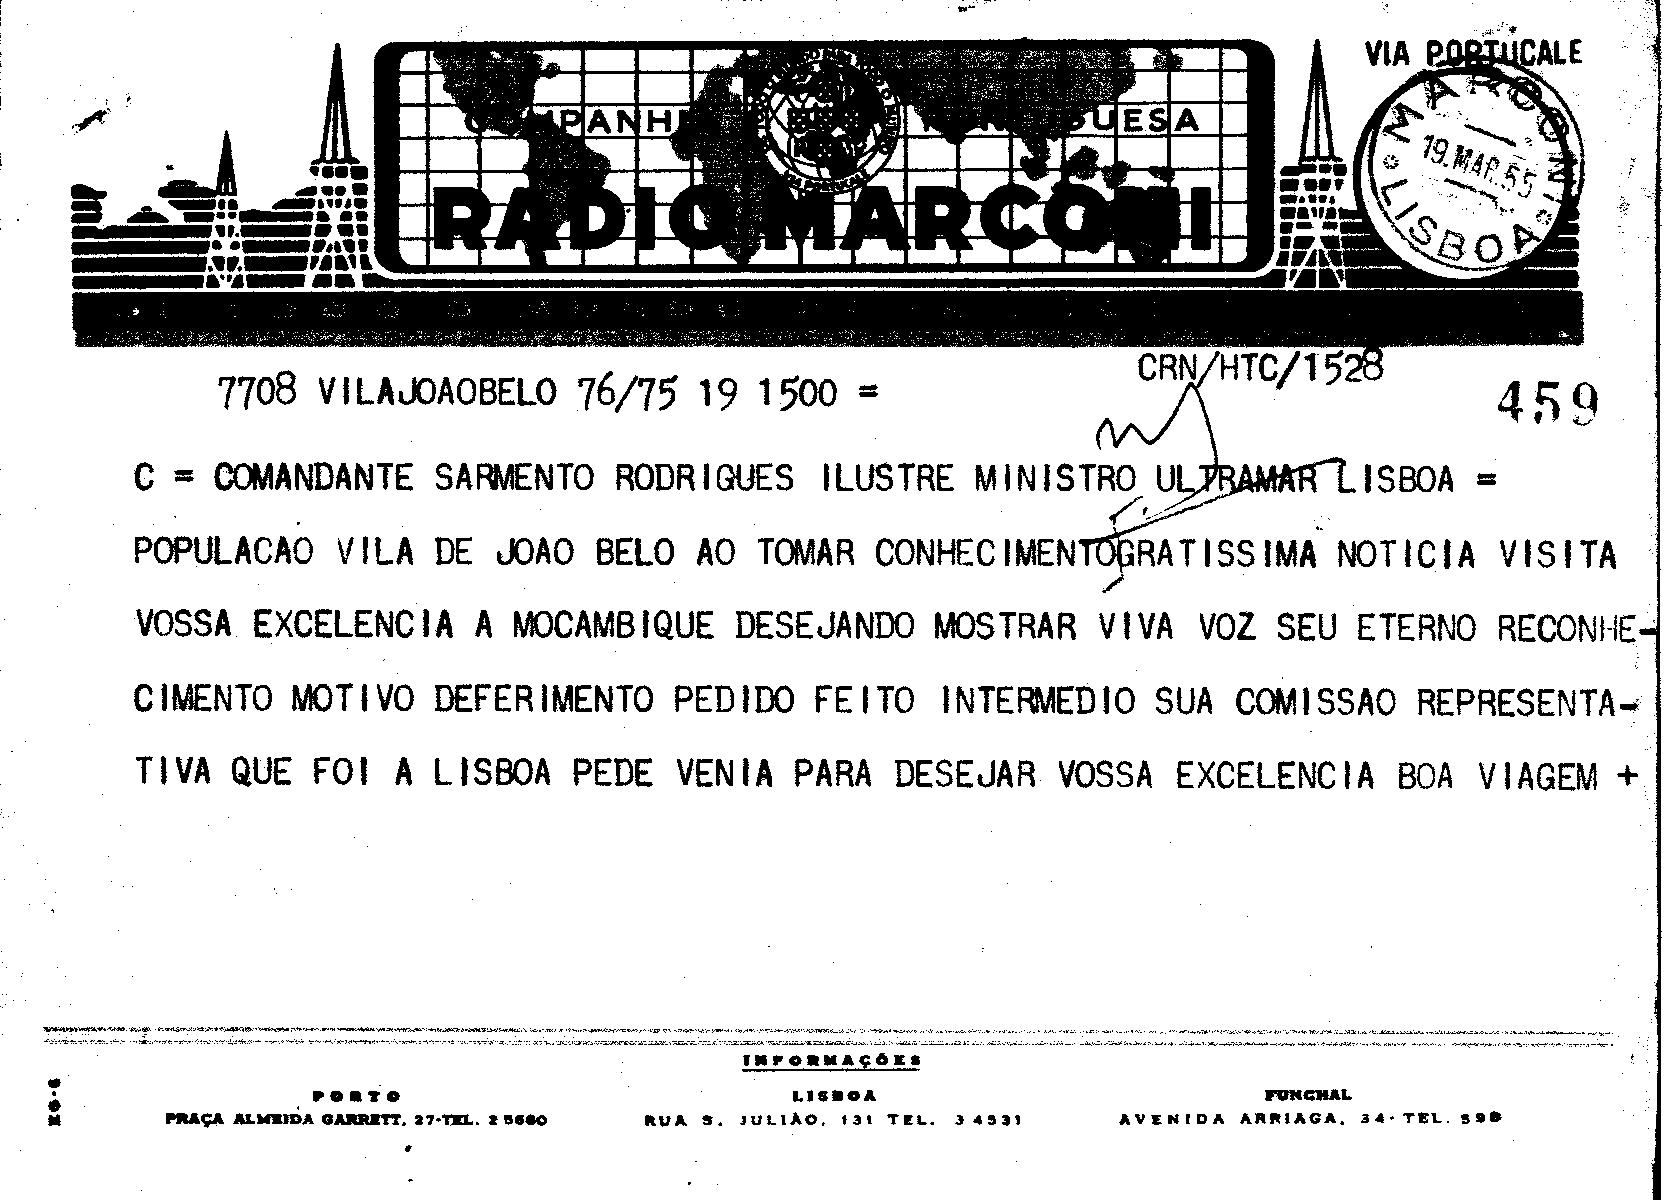 VIA PORTUCALE
COMPANHIA PORTUGUESA
RADIO MARCONI
MARCONI
19. MAR. 55
LISBOA
CRN/HTC/1528
7708 VILAJOAOBELO 76/75 19 1500 =
459
C = COMANDANTE SARMENTO RODRIGUES ILUSTRE MINISTRO ULTRAMAR LISBOA =
POPULACAO VILA DE JOAO BELO AO TOMAR CONHECIMENTOGRATISSIMA NOTICIA VISITA
VOSSA EXCELENCIA A MOCAMBIQUE DESEJANDO MOSTRAR VIVA VOZ SEU ETERNO RECONHE-
CIMENTO MOTIVO DEFERIMENTO PEDIDO FEITO INTERMEDIO SUA COMISSAO REPRESENTA-
TIVA QUE FOI A LISBOA PEDE VENIA PARA DESEJAR VOSSA EXCELENCIA BOA VIAGEM +
INFORMAÇÕES
PORTO
PRAÇA ALMEIDA GARRETT, 27-TEL. 25680
LISBOA
RUA S. JULIÃO, 131 TEL. 34531
FUNCHAL
AVENIDA ARRIAGA, 34-TEL. 598